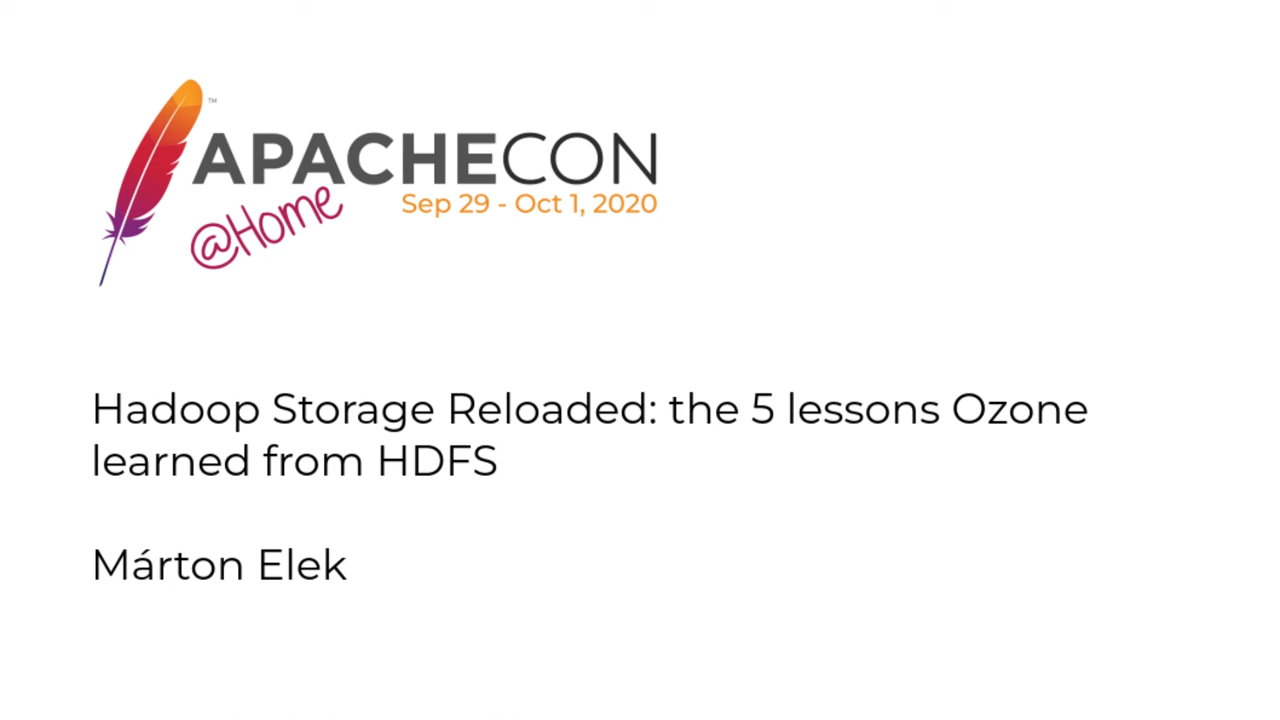 ™
APACHECON
@Home
Sep 29 - Oct 1, 2020
Hadoop Storage Reloaded: the 5 lessons Ozone
learned from HDFS
Márton Elek